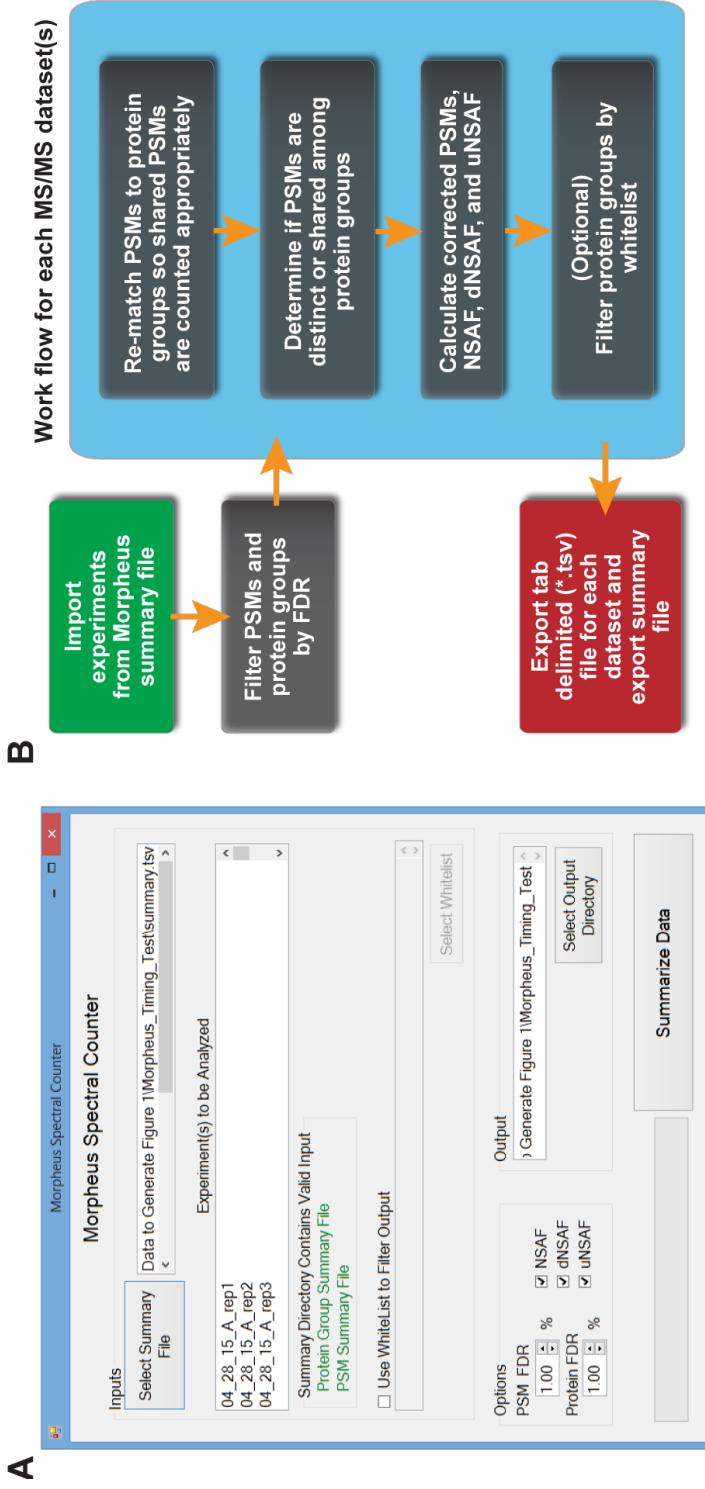 A
Morpheus Spectral Counter
Morpheus Spectral Counter
Inputs
Select Summary
File
Data to Generate Figure 1\Morpheus_Timing_Test\summary.tsv
Experiment(s) to be Analyzed
04_28_15_A_rep1
04_28_15_A_rep2
04_28_15_A_rep3
Summary Directory Contains Valid Input
Protein Group Summary File
PSM Summary File
Use WhiteList to Filter Output
Select Whitelist
Options
PSM FDR
1.00 %
Protein FDR
1.00 %
NSAF
dNSAF
uNSAF
Output
Generate Figure 1\Morpheus_Timing_Test
Select Output
Directory
Summarize Data
B
Work flow for each MS/MS dataset(s)
Import
experiments
from Morpheus
summary file
Filter PSMs and
protein groups
by FDR
Re-match PSMs to protein
groups so shared PSMs
are counted appropriately
Determine if PSMs are
distinct or shared among
protein groups
Calculate corrected PSMs,
NSAF, dNSAF, and uNSAF
(Optional)
Filter protein groups by
whitelist
Export tab
delimited (*.tsv)
file for each
dataset and
export summary
file